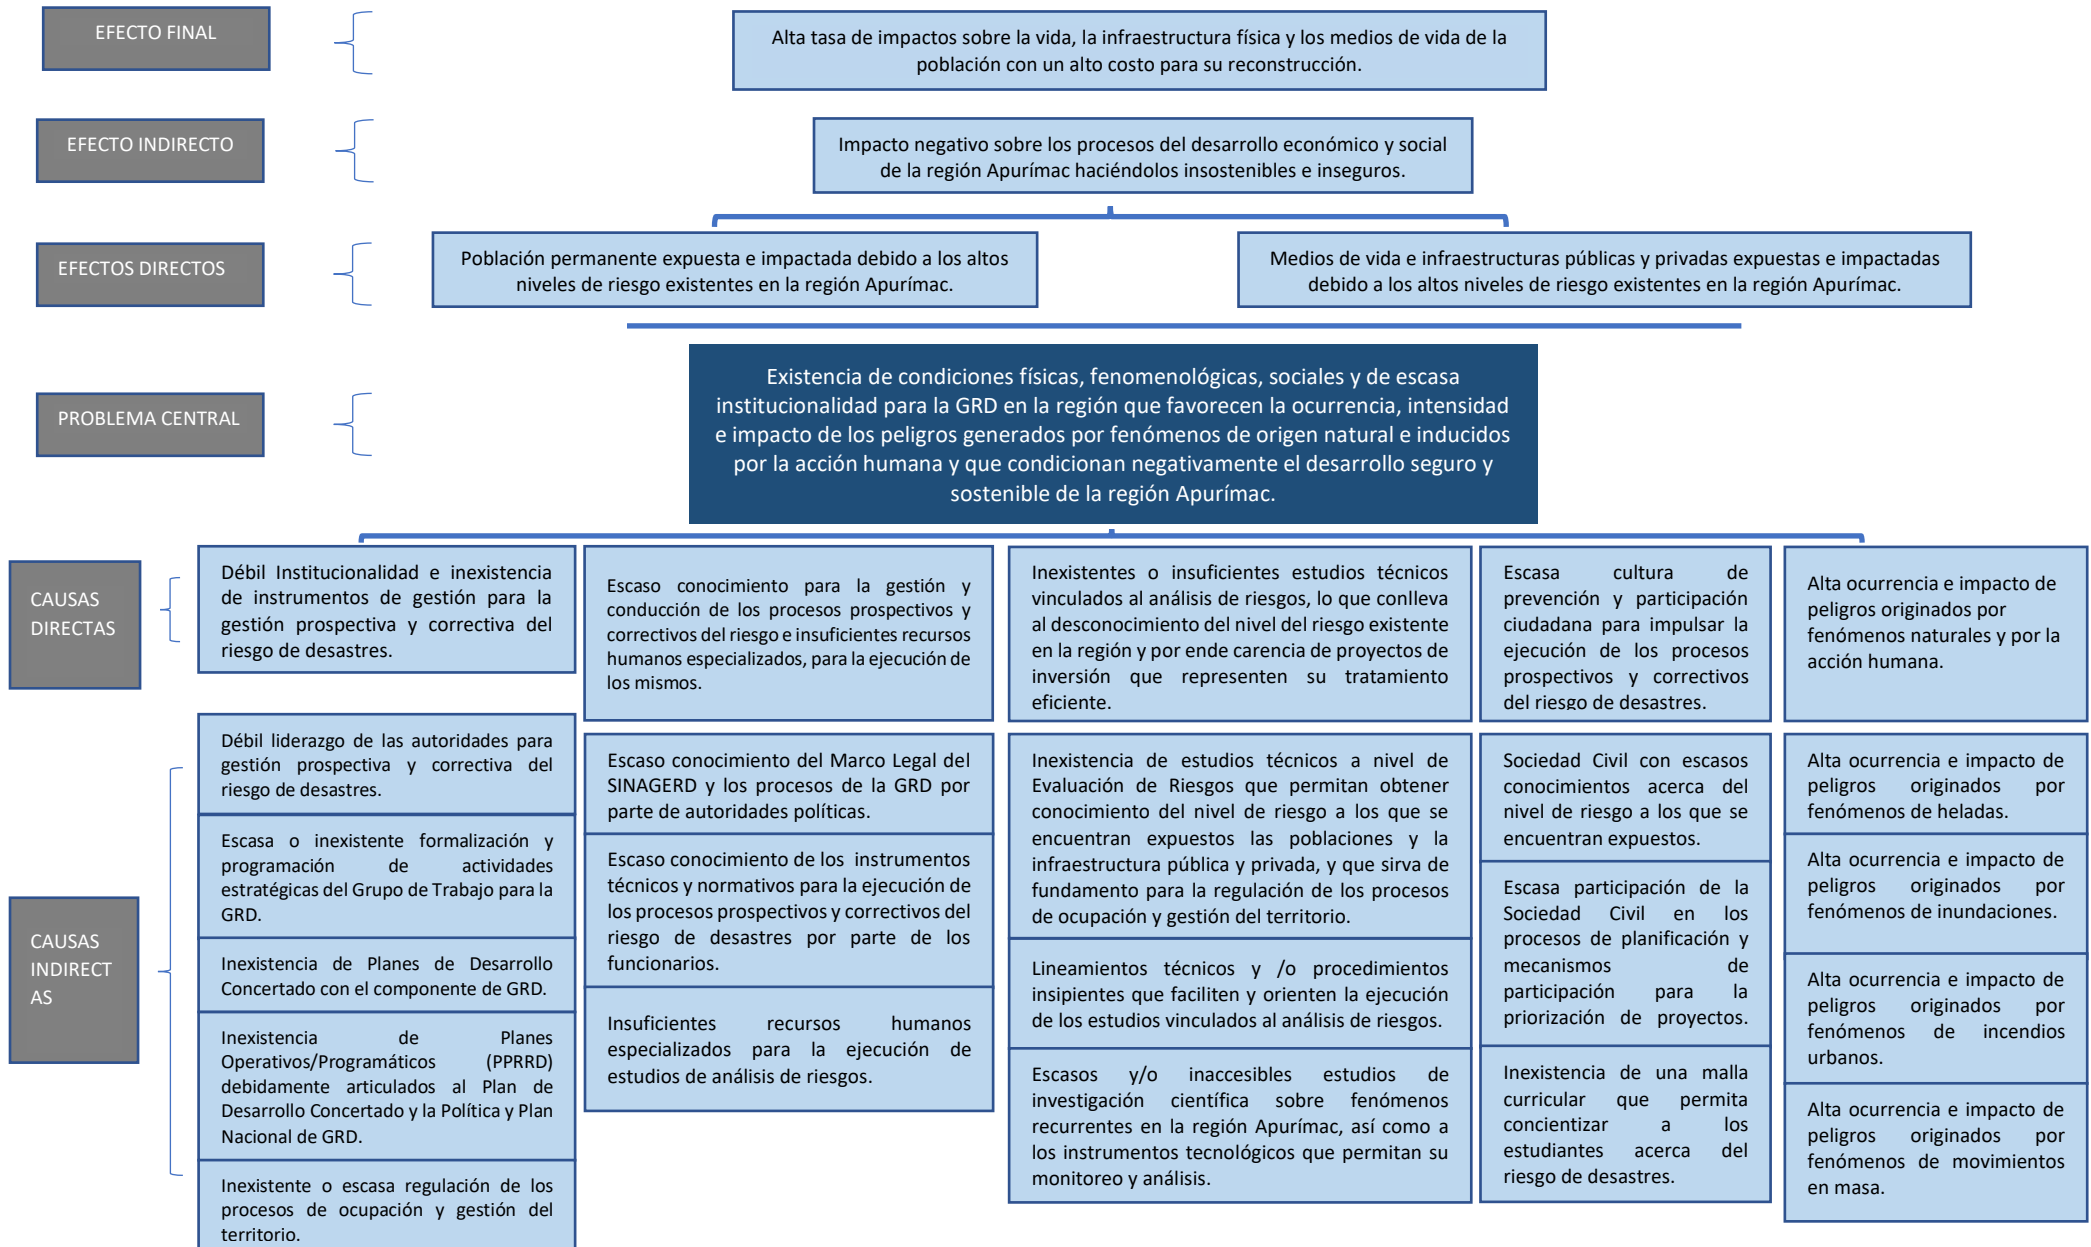 EFECTO FINAL
Alta tasa de impactos sobre la vida, la infraestructura física y los medios de vida de la
población con un alto costo para su reconstrucción.
EFECTO INDIRECTO
Impacto negativo sobre los procesos del desarrollo económico y social
de la región Apurímac haciéndolos insostenibles e inseguros.
EFECTOS DIRECTOS
Población permanente expuesta e impactada debido a los altos
niveles de riesgo existentes en la región Apurímac.
Medios de vida e infraestructuras públicas y privadas expuestas e impactadas
debido a los altos niveles de riesgo existentes en la región Apurímac.
PROBLEMA CENTRAL
Existencia de condiciones físicas, fenomenológicas, sociales y de escasa
institucionalidad para la GRD en la región que favorecen la ocurrencia, intensidad
e impacto de los peligros generados por fenómenos de origen natural e inducidos
por la acción humana y que condicionan negativamente el desarrollo seguro y
sostenible de la región Apurímac.
CAUSAS
DIRECTAS
Débil Institucionalidad e inexistencia
de instrumentos de gestión para la
gestión prospectiva y correctiva del
riesgo de desastres.
Escaso conocimiento para la gestión y
conducción de los procesos prospectivos y
correctivos del riesgo e insuficientes recursos
humanos especializados, para la ejecución de
los mismos.
Inexistentes o insuficientes estudios técnicos
vinculados al análisis de riesgos, lo que conlleva
al desconocimiento del nivel del riesgo existente
en la región y por ende carencia de proyectos de
inversión que representen su tratamiento
eficiente.
Escasa cultura de
prevención y participación
ciudadana para impulsar la
ejecución de los procesos
prospectivos y correctivos
del riesgo de desastres.
Alta ocurrencia e impacto de
peligros originados por
fenómenos naturales y por la
acción humana.
CAUSAS
INDIRECT
AS
Débil liderazgo de las autoridades para
gestión prospectiva y correctiva del
riesgo de desastres.
Escasa o inexistente formalización y
programación de actividades
estratégicas del Grupo de Trabajo para la
GRD.
Inexistencia de Planes de Desarrollo
Concertado con el componente de GRD.
Inexistencia de Planes
Operativos/Programáticos (PPRRD)
debidamente articulados al Plan de
Desarrollo Concertado y la Política y Plan
Nacional de GRD.
Inexistente o escasa regulación de los
procesos de ocupación y gestión del
territorio.
Escaso conocimiento del Marco Legal del
SINAGERD y los procesos de la GRD por
parte de autoridades políticas.
Escaso conocimiento de los instrumentos
técnicos y normativos para la ejecución de
los procesos prospectivos y correctivos del
riesgo de desastres por parte de los
funcionarios.
Insuficientes recursos humanos
especializados para la ejecución de
estudios de análisis de riesgos.
Inexistencia de estudios técnicos a nivel de
Evaluación de Riesgos que permitan obtener
conocimiento del nivel de riesgo a los que se
encuentran expuestos las poblaciones y la
infraestructura pública y privada, y que sirva de
fundamento para la regulación de los procesos
de ocupación y gestión del territorio.
Lineamientos técnicos y /o procedimientos
insipientes que faciliten y orienten la ejecución
de los estudios vinculados al análisis de riesgos.
Escasos y/o inaccesibles estudios de
investigación científica sobre fenómenos
recurrentes en la región Apurímac, así como a
los instrumentos tecnológicos que permitan su
monitoreo y análisis.
Sociedad Civil con escasos
conocimientos acerca del
nivel de riesgo a los que se
encuentran expuestos.
Escasa participación de la
Sociedad Civil en los
procesos de planificación y
mecanismos de
participación para la
priorización de proyectos.
Inexistencia de una malla
curricular que permita
concientizar a los
estudiantes acerca del
riesgo de desastres.
Alta ocurrencia e impacto de
peligros originados por
fenómenos de heladas.
Alta ocurrencia e impacto de
peligros originados por
fenómenos de inundaciones.
Alta ocurrencia e impacto de
peligros originados por
fenómenos de incendios
urbanos.
Alta ocurrencia e impacto de
peligros originados por
fenómenos de movimientos
en masa.